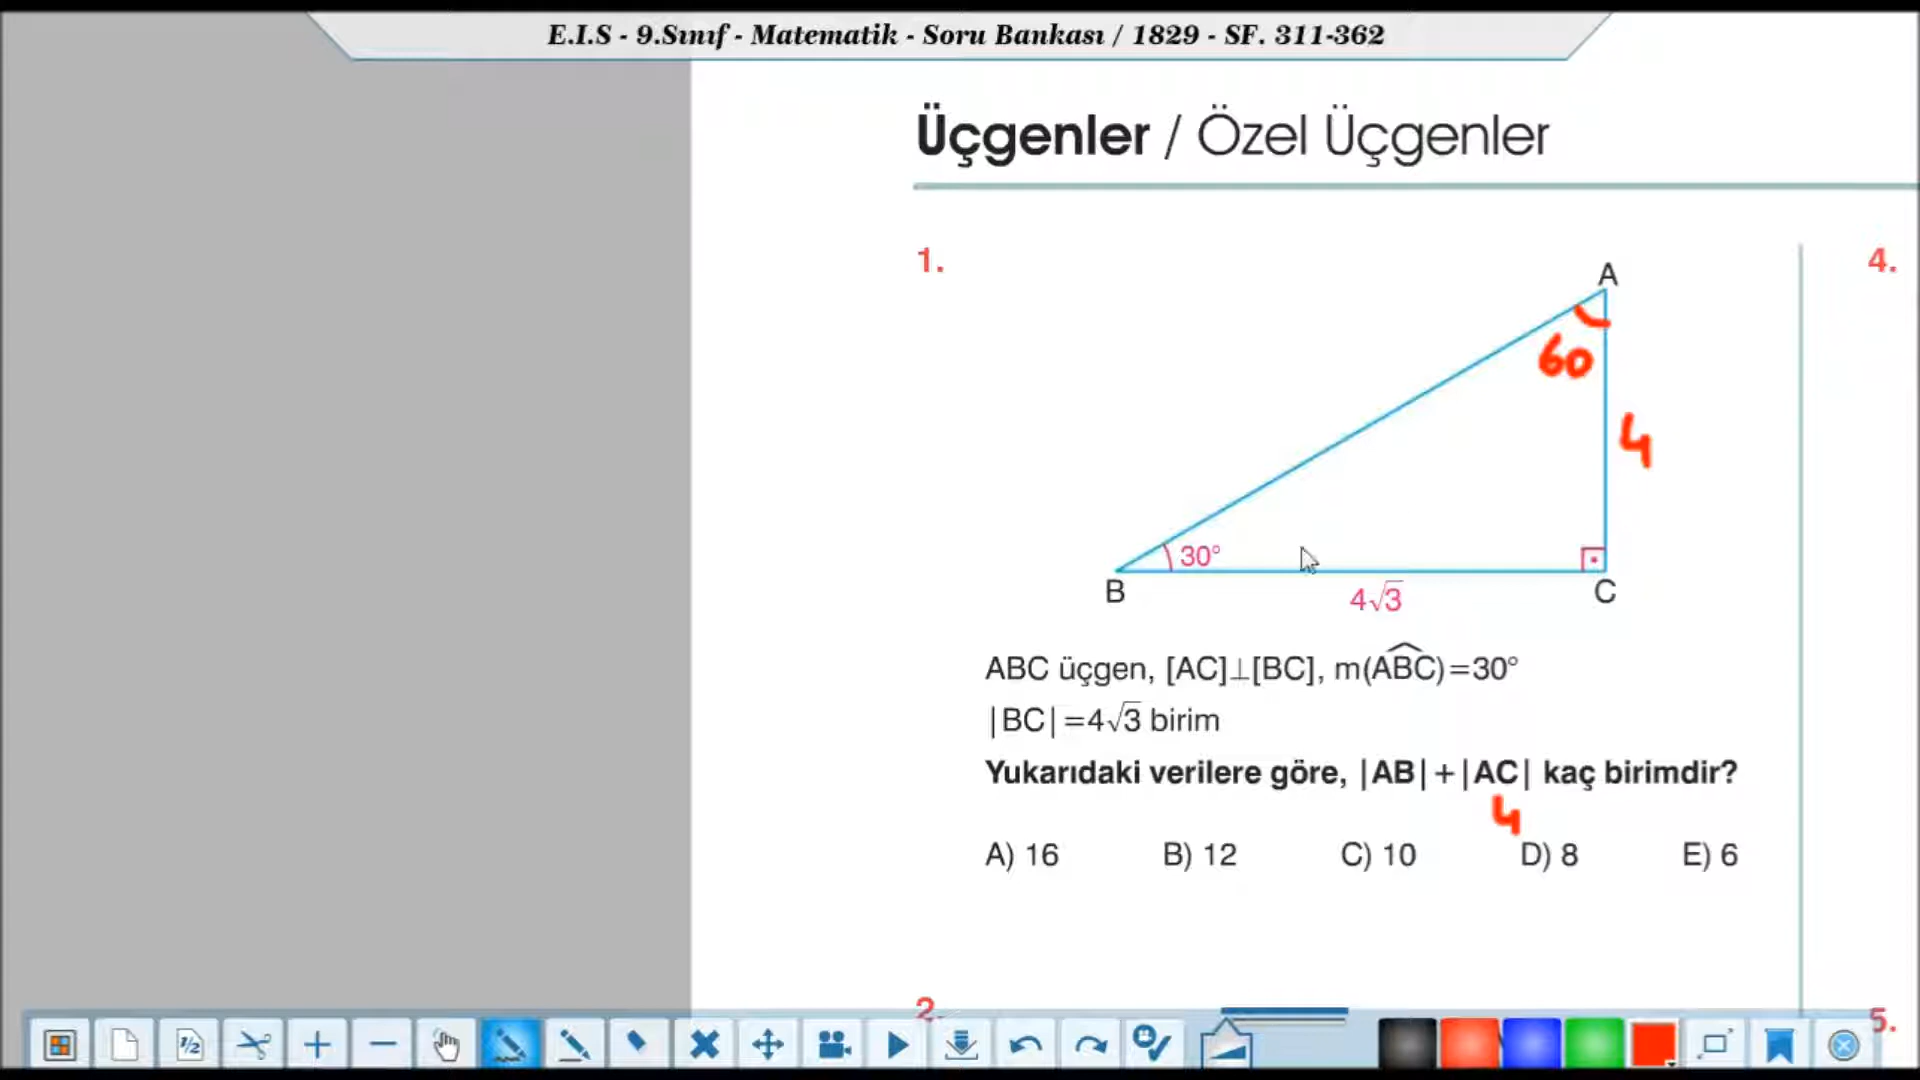 E.I.S - 9.Sınıf - Matematik - Soru Bankası / 1829 - SF. 311-362
Üçgenler / Özel Üçgenler
1.
4.
A
60
4
30°
B
4√3
C
ABC üçgen, [AC]⊥[BC], m(ABC)=30°
|BC|=4√3 birim
Yukarıdaki verilere göre, |AB|+|AC| kaç birimdir?
4
A) 16 B) 12 C) 10 D) 8 E) 6
2.
5.
1/2